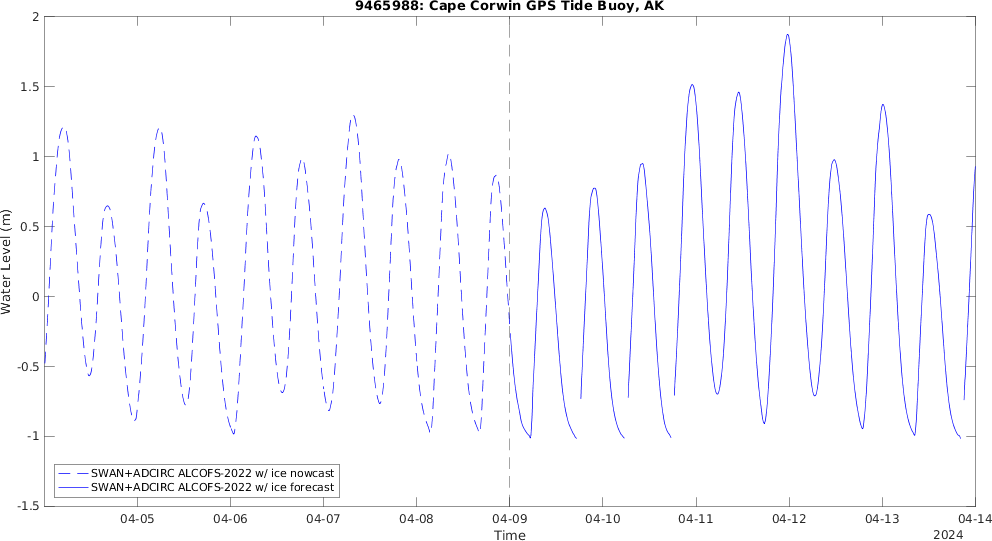 9465988: Cape Corwin GPS Tide Buoy, AK
2
1.5
1
0.5
0
-0.5
-1
-1.5
Water Level (m)
SWAN+ADCIRC ALCOFS-2022 w/ ice nowcast
SWAN+ADCIRC ALCOFS-2022 w/ ice forecast
04-05 04-06 04-07 04-08 04-09 04-10 04-11 04-12 04-13 04-14
Time
2024